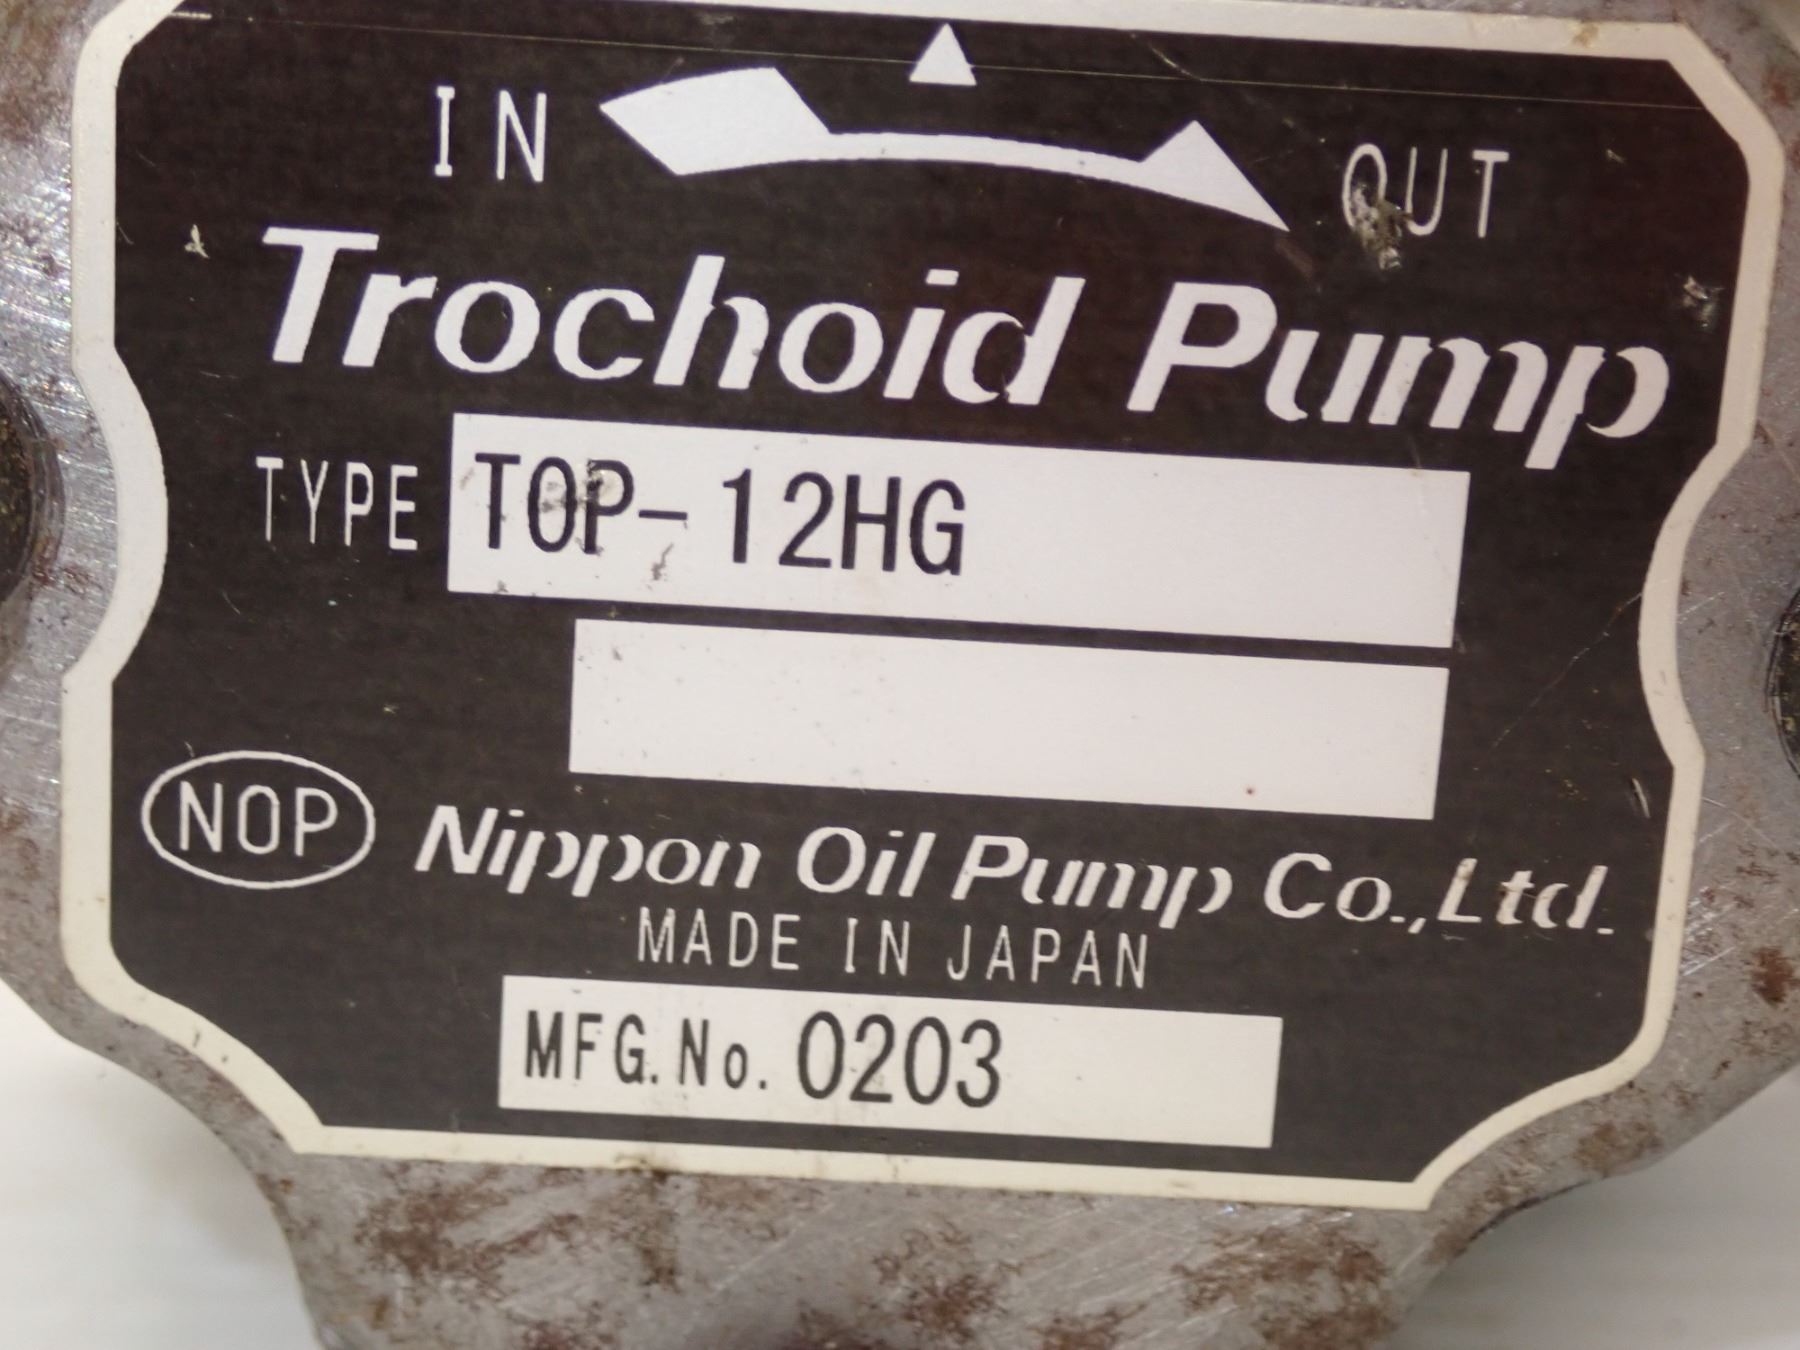 IN OUT
Trochoid Pump
TYPE TOP-12HG
NOP Nippon Oil Pump Co.,Ltd.
MADE IN JAPAN
MFG.No. 0203